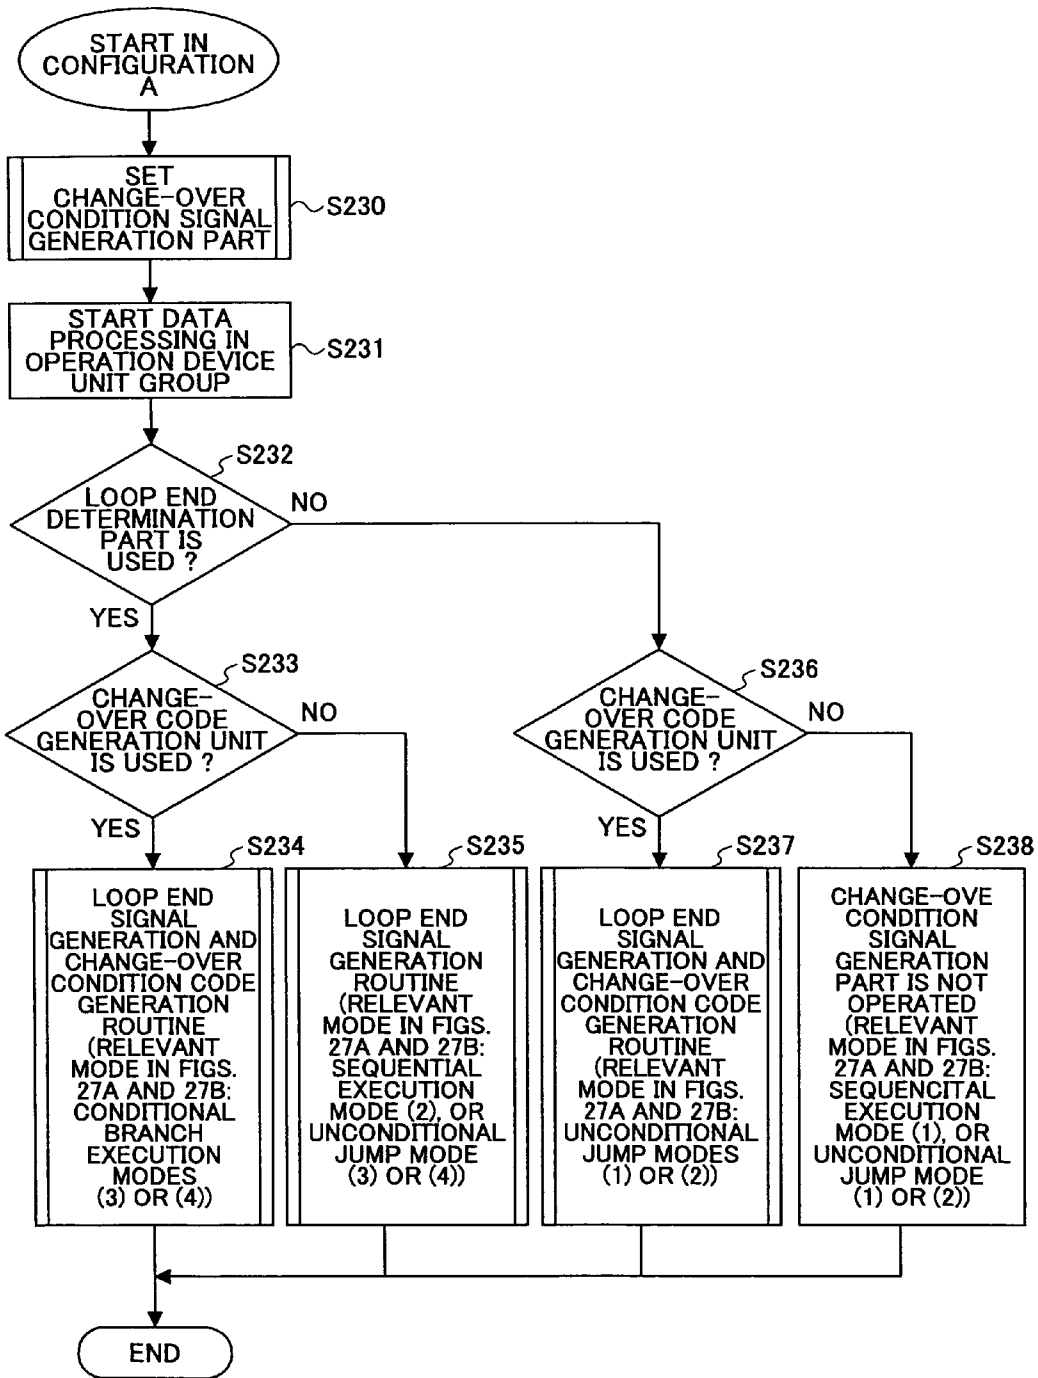 START IN
CONFIGURATION
A
SET
CHANGE-OVER
CONDITION SIGNAL
GENERATION PART
S230
START DATA
PROCESSING IN
OPERATION DEVICE
UNIT GROUP
S231
S232
LOOP END
DETERMINATION
PART IS
USED ?
NO
YES
S233
CHANGE-
OVER CODE
GENERATION UNIT
IS USED ?
NO
YES
S236
CHANGE-
OVER CODE
GENERATION UNIT
IS USED ?
NO
YES
S234
LOOP END
SIGNAL
GENERATION AND
CHANGE-OVER
CONDITION CODE
GENERATION
ROUTINE
(RELEVANT
MODE IN FIGS.
27A AND 27B:
CONDITIONAL
BRANCH
EXECUTION
MODES
(3) OR (4))
S235
LOOP END
SIGNAL
GENERATION
ROUTINE
(RELEVANT
MODE IN FIGS.
27A AND 27B:
SEQUENTIAL
EXECUTION
MODE (2), OR
UNCONDITIONAL
JUMP MODE
(3) OR (4))
S237
LOOP END
SIGNAL
GENERATION AND
CHANGE-OVER
CONDITION CODE
GENERATION
ROUTINE
(RELEVANT
MODE IN FIGS.
27A AND 27B:
UNCONDITIONAL
JUMP MODES
(1) OR (2))
S238
CHANGE-OVE
CONDITION
SIGNAL
GENERATION
PART IS NOT
OPERATED
(RELEVANT
MODE IN FIGS.
27A AND 27B:
SEQUENCITAL
EXECUTION
MODE (1), OR
UNCONDITIONAL
JUMP MODE
(1) OR (2))
END